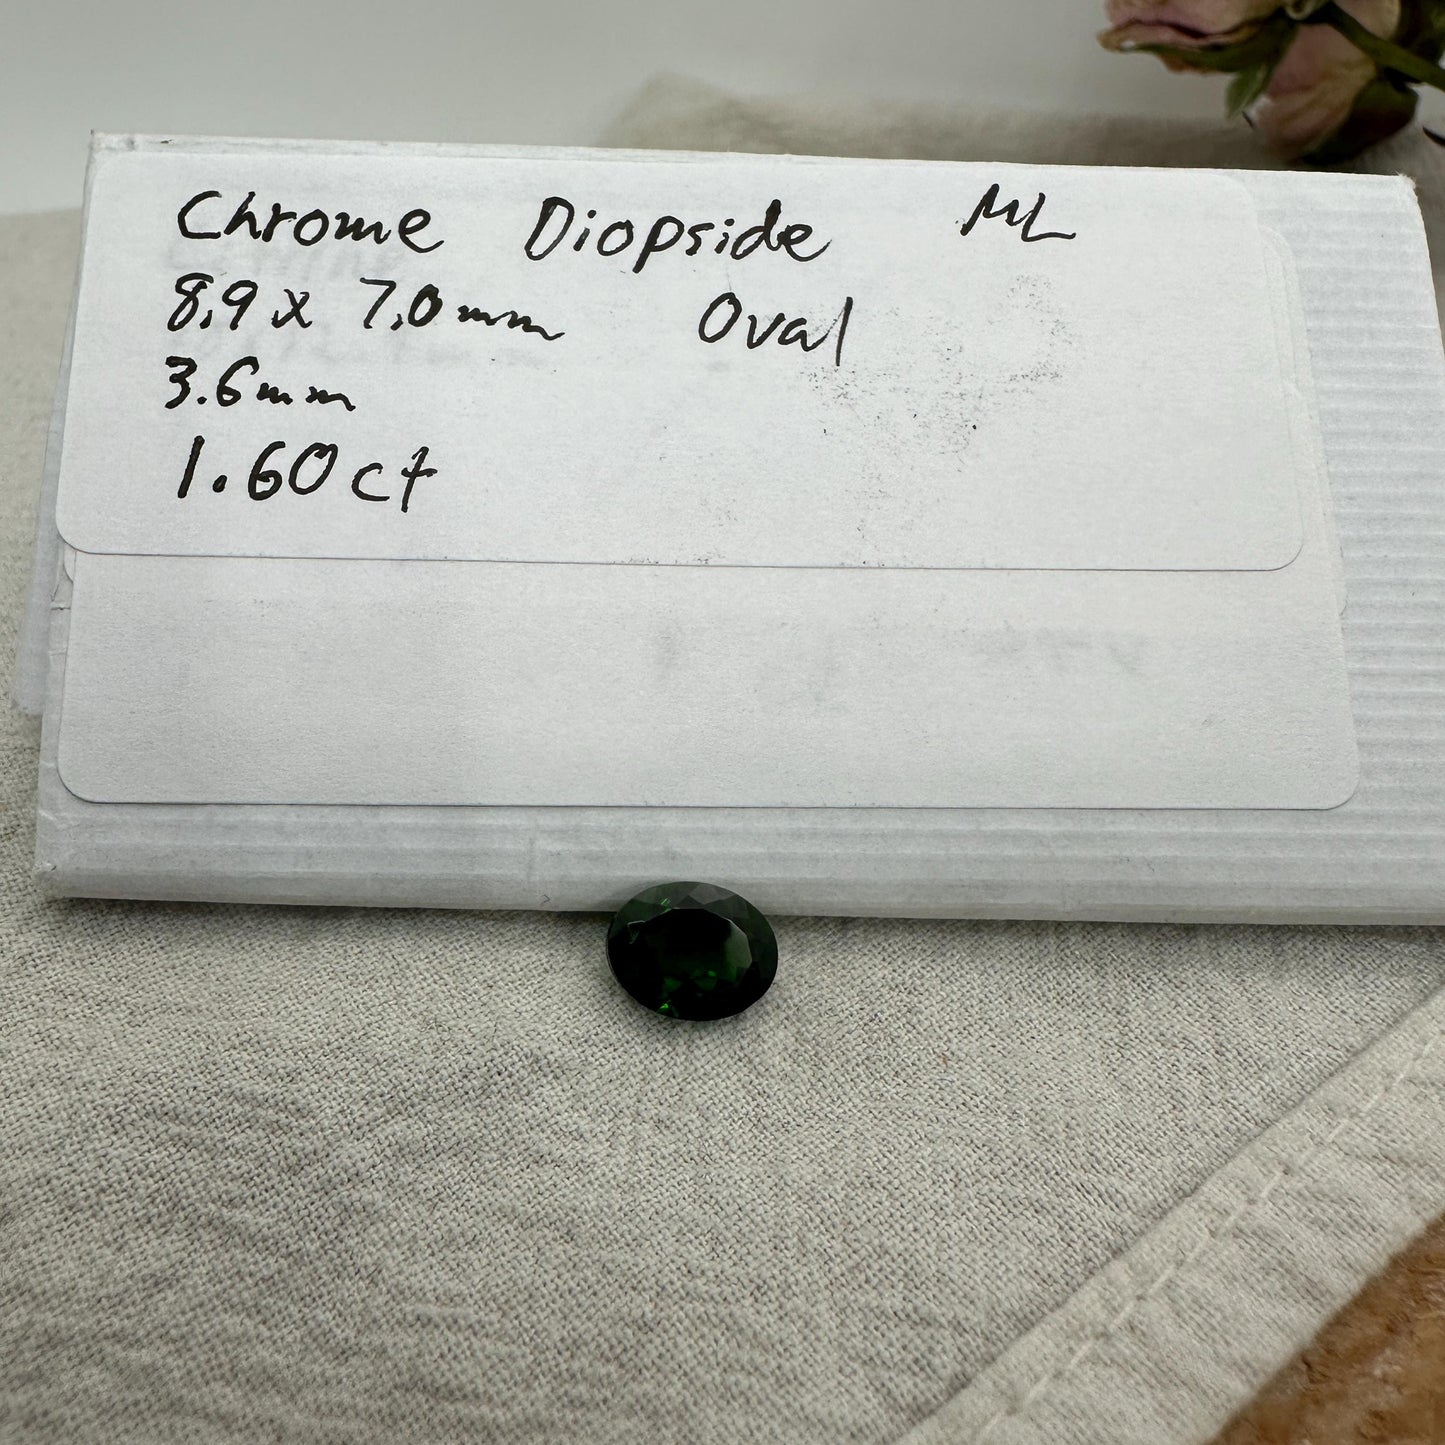 Chrome Diopside ML
8.9 x 7.0mm Oval
3.6mm
1.60ct